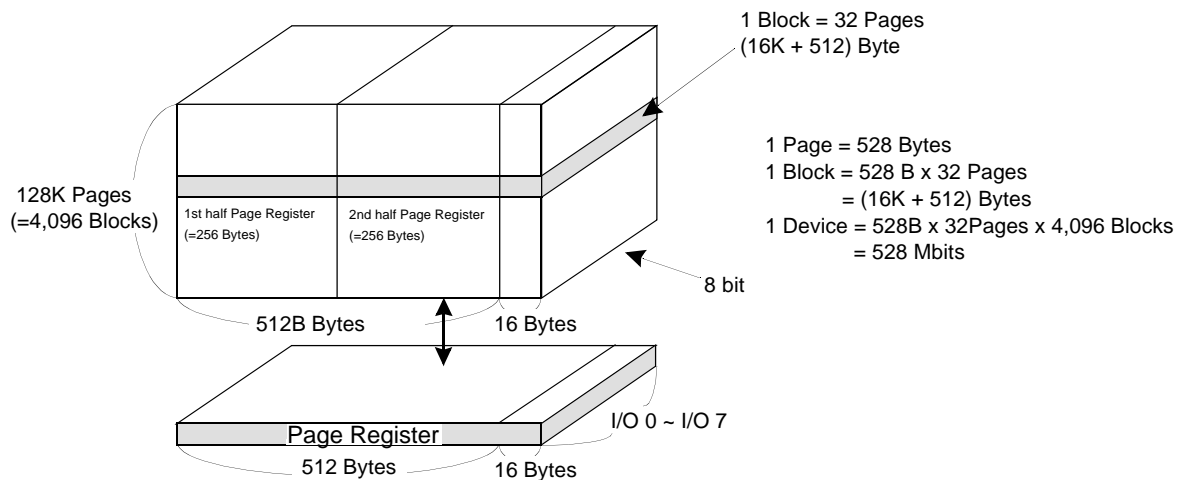 1 Block = 32 Pages
(16K + 512) Byte
1 Page = 528 Bytes
1 Block = 528 B x 32 Pages
= (16K + 512) Bytes
1 Device = 528B x 32Pages x 4,096 Blocks
= 528 Mbits
128K Pages
(=4,096 Blocks)
1st half Page Register
(=256 Bytes)
2nd half Page Register
(=256 Bytes)
8 bit
512B Bytes
16 Bytes
I/O 0 ~ I/O 7
Page Register
512 Bytes
16 Bytes